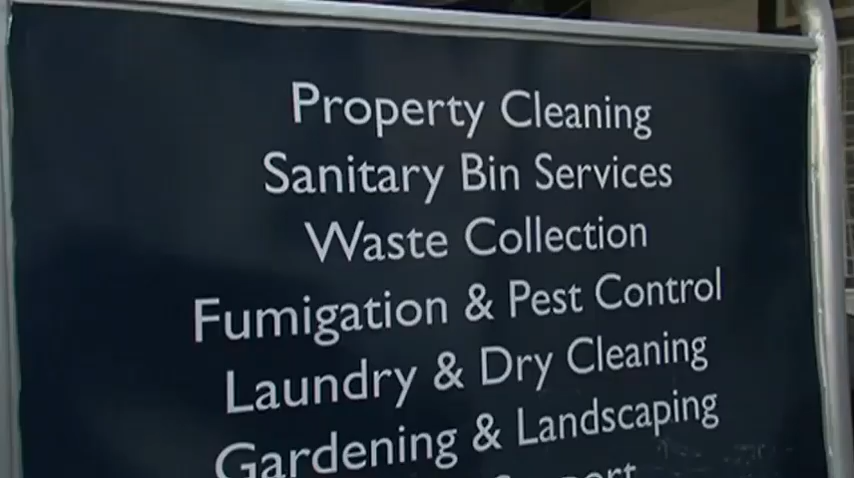 Property Cleaning
Sanitary Bin Services
Waste Collection
Fumigation & Pest Control
Laundry & Dry Cleaning
Gardening & Landscaping